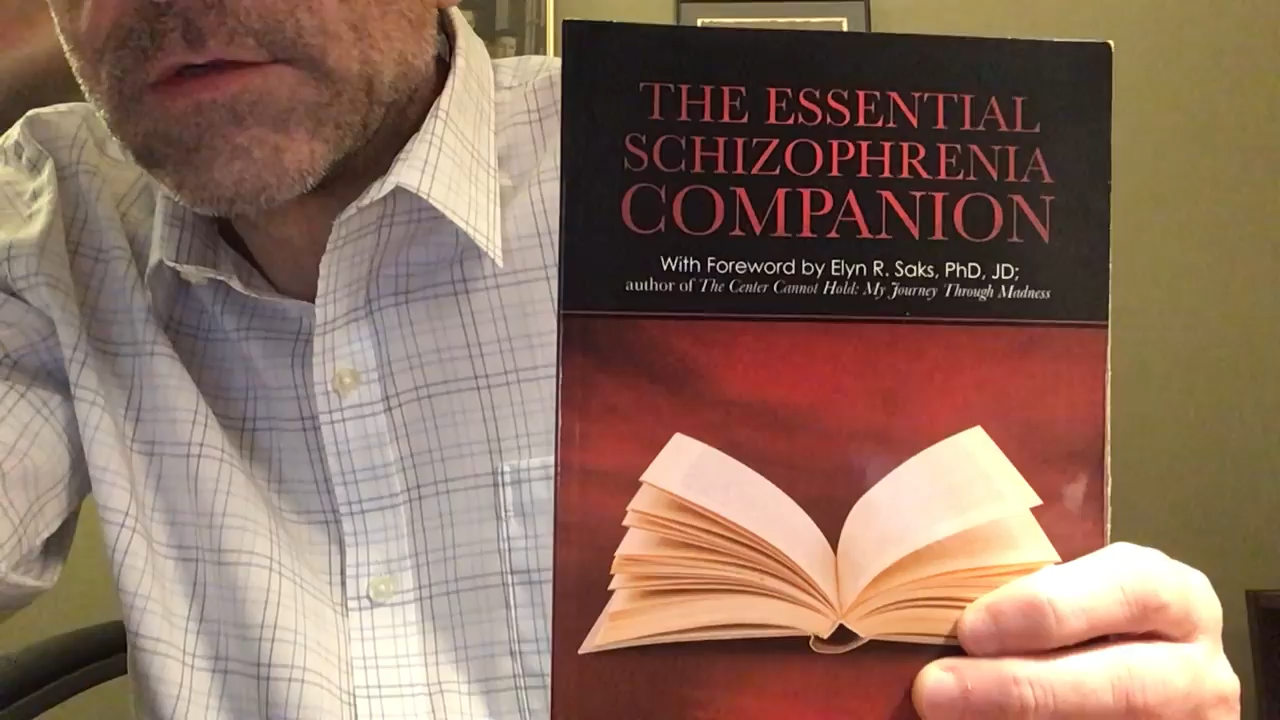 THE ESSENTIAL
SCHIZOPHRENIA
COMPANION
With Foreword by Elyn R. Saks, PhD, JD;
author of The Center Cannot Hold: My Journey Through Madness